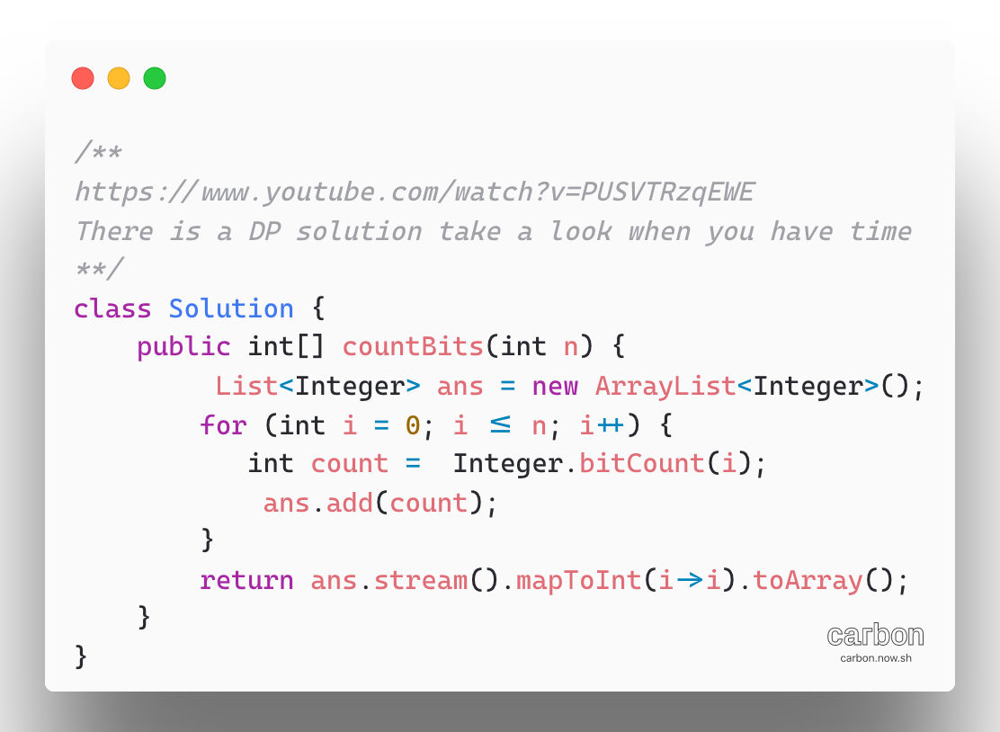 /**
https://www.youtube.com/watch?v=PUSVTRzqEWE
There is a DP solution take a look when you have time
**/
class Solution {
    public int[] countBits(int n) {
         List<Integer> ans = new ArrayList<Integer>();
        for (int i = 0; i <= n; i++) {
           int count =  Integer.bitCount(i);
            ans.add(count);
        }
        return ans.stream().mapToInt(i->i).toArray();
    }
}
carbon
carbon.now.sh